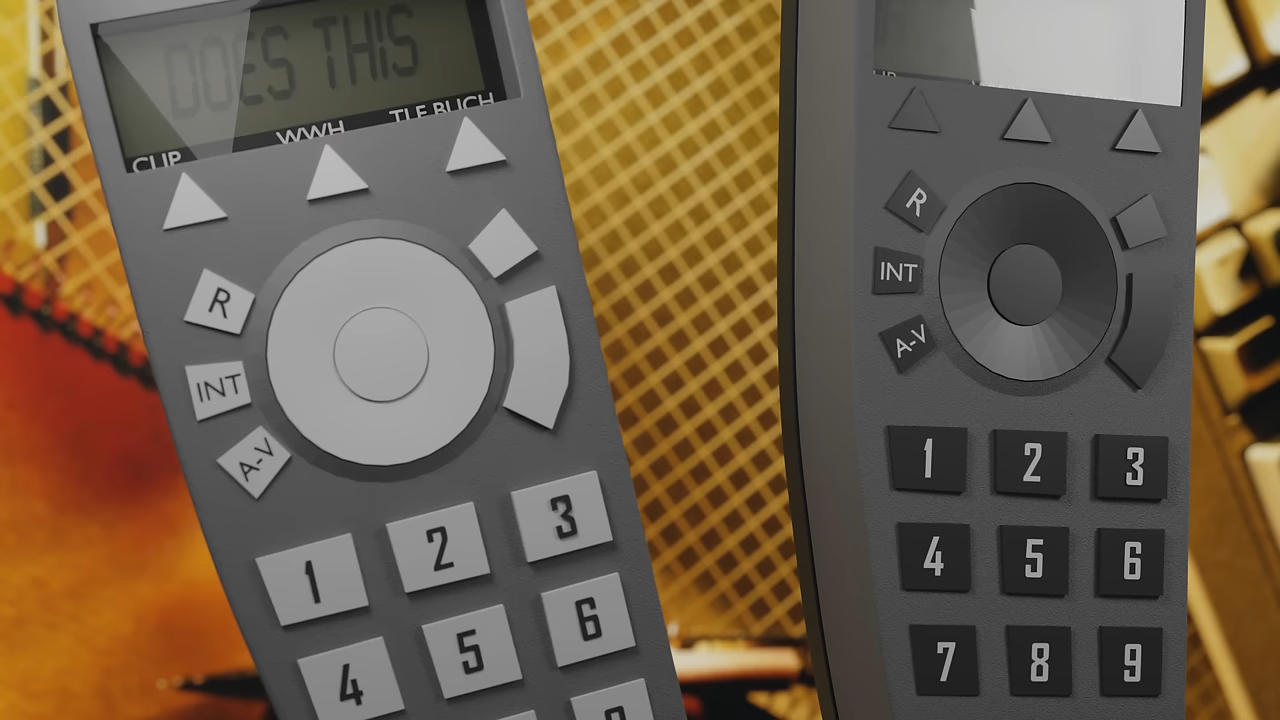 DOES THIS
CLIP WWH TLE BUCH
R
INT
A-V
1 2 3
4 5 6
R
INT
A-V
1 2 3
4 5 6
7 8 9